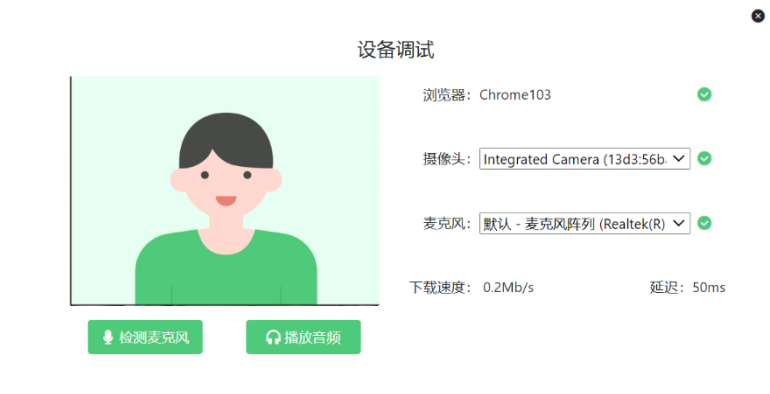 设备调试
浏览器：Chrome103
摄像头：Integrated Camera (13d3:56b
麦克风：默认 - 麦克风阵列 (Realtek(R)
下载速度：0.2Mb/s 延迟：50ms
检测麦克风 播放音频